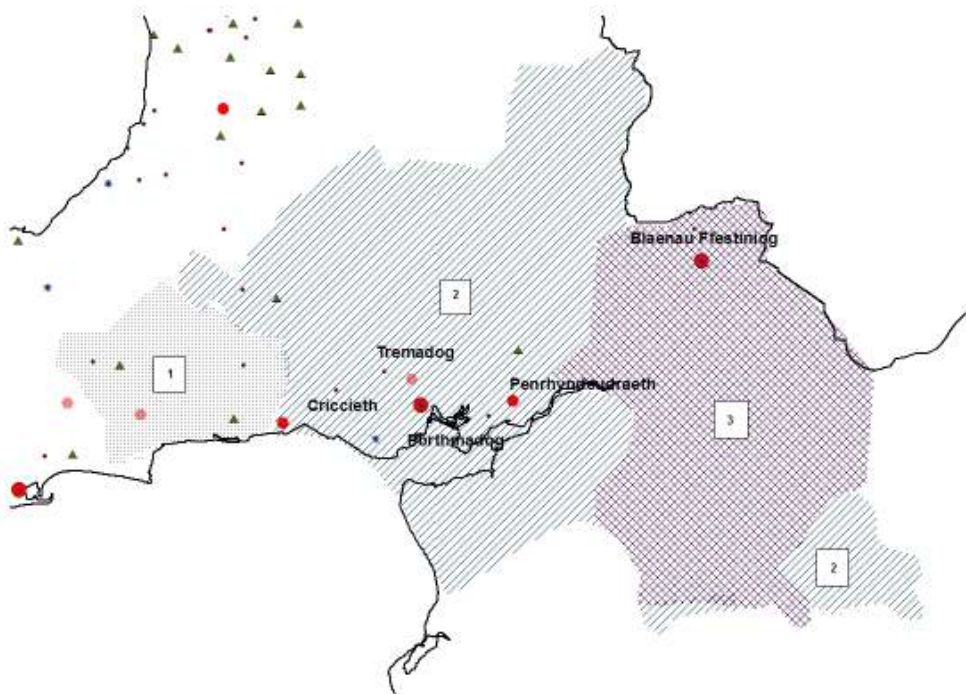 Blaenau Ffestiniog
2
Tremadog
1
Penrhyndeudraeth
Criccieth
3
Porthmadog
2